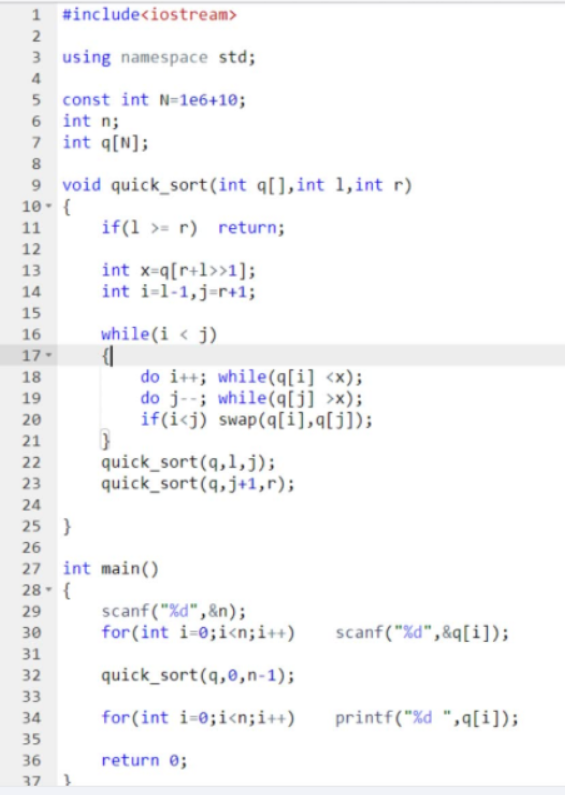 1 #include<iostream>
2
3 using namespace std;
4
5 const int N=1e6+10;
6 int n;
7 int q[N];
8
9 void quick_sort(int q[],int l,int r)
10 {
11 if(l >= r) return;
12
13 int x=q[r+l>>1];
14 int i=l-1,j=r+1;
15
16 while(i < j)
17 {
18 do i++; while(q[i] <x);
19 do j--; while(q[j] >x);
20 if(i<j) swap(q[i],q[j]);
21 }
22 quick_sort(q,l,j);
23 quick_sort(q,j+1,r);
24
25 }
26
27 int main()
28 {
29 scanf("%d",&n);
30 for(int i=0;i<n;i++) scanf("%d",&q[i]);
31
32 quick_sort(q,0,n-1);
33
34 for(int i=0;i<n;i++) printf("%d ",q[i]);
35
36 return 0;
37 }